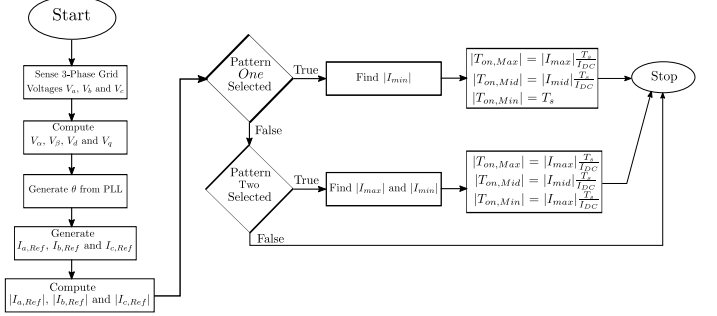 Start
Sense 3-Phase Grid
Voltages V_a, V_b and V_c
Compute
V_α, V_β, V_d and V_q
Generate θ from PLL
Generate
I_{a,Ref}, I_{b,Ref} and I_{c,Ref}
Compute
|I_{a,Ref}|, |I_{b,Ref}| and |I_{c,Ref}|
Pattern
One
Selected
True
Find |I_{min}|
|T_{on,Max}| = |I_{max}| T_s/I_{DC}
|T_{on,Mid}| = |I_{mid}| T_s/I_{DC}
|T_{on,Min}| = T_s
Stop
False
Pattern
Two
Selected
True
Find |I_{max}| and |I_{min}|
|T_{on,Max}| = |I_{max}| T_s/I_{DC}
|T_{on,Mid}| = |I_{mid}| T_s/I_{DC}
|T_{on,Min}| = |I_{max}| T_s/I_{DC}
False